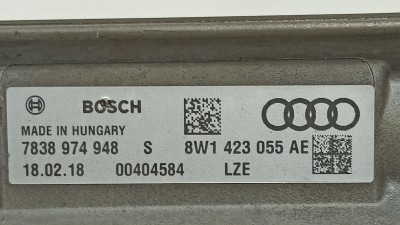 BOSCH
MADE IN HUNGARY
7838 974 948 S 8W1 423 055 AE
18.02.18 00404584 LZE